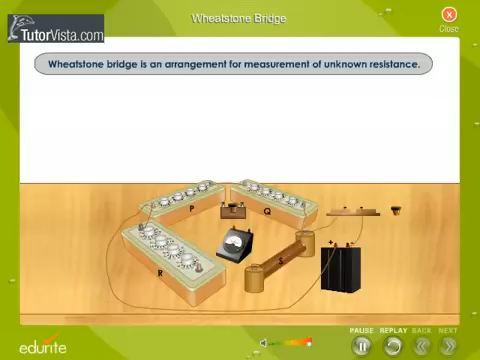 Wheatstone Bridge
Close
TutorVista.com
Wheatstone bridge is an arrangement for measurement of unknown resistance.
P
Q
R
S
+
PAUSE REPLAY BACK NEXT
edurite